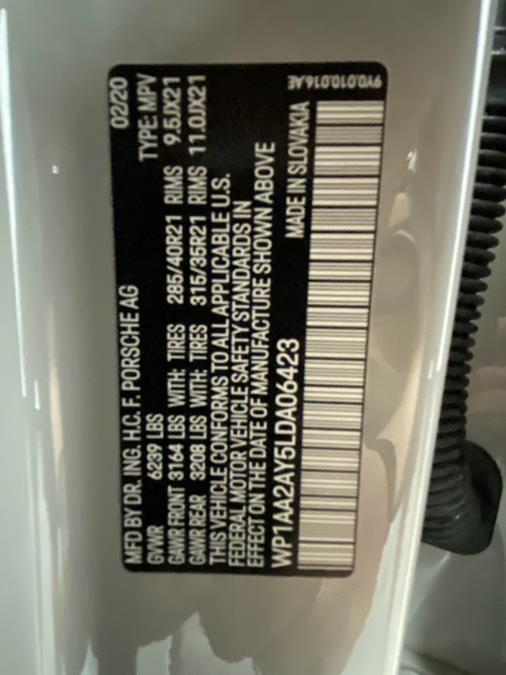 MFD BY DR. ING. H.C. F. PORSCHE AG 02/20
GVWR 6239 LBS TYPE: MPV
GAWR FRONT 3164 LBS WITH: TIRES 285/40R21 RIMS 9.5JX21
GAWR REAR 3208 LBS WITH: TIRES 315/35R21 RIMS 11.0JX21
THIS VEHICLE CONFORMS TO ALL APPLICABLE U.S.
FEDERAL MOTOR VEHICLE SAFETY STANDARDS IN
EFFECT ON THE DATE OF MANUFACTURE SHOWN ABOVE
WP1AA2AY5LDA06423 MADE IN SLOVAKIA
9Y0.010.016.AE